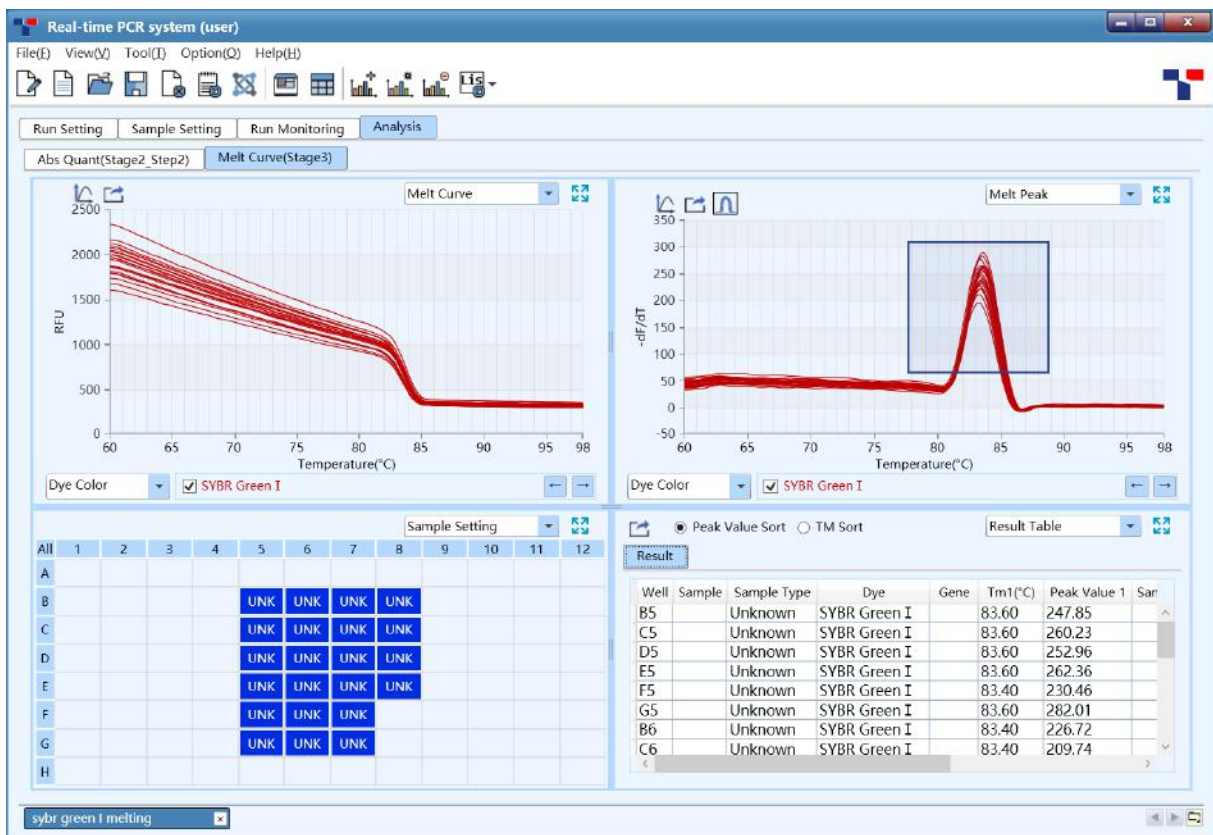 Real-time PCR system (user)
File(F) View(V) Tool(T) Option(O) Help(H)
Lis
Run Setting Sample Setting Run Monitoring Analysis
Abs Quant(Stage2_Step2) Melt Curve(Stage3)
Melt Curve
2500
2000
1500
1000
500
0
RFU
60 65 70 75 80 85 90 95 98
Temperature(°C)
Dye Color SYBR Green I
Melt Peak
350
300
250
200
150
100
50
0
-50
-dF/dT
60 65 70 75 80 85 90 95 98
Temperature(°C)
Dye Color SYBR Green I
Sample Setting
All 1 2 3 4 5 6 7 8 9 10 11 12
A
B UNK UNK UNK UNK
C UNK UNK UNK UNK
D UNK UNK UNK UNK
E UNK UNK UNK UNK
F UNK UNK UNK
G UNK UNK UNK
H
Peak Value Sort TM Sort Result Table
Result
Well Sample Sample Type Dye Gene Tm1(°C) Peak Value 1 Sam
B5 Unknown SYBR Green I 83.60 247.85
C5 Unknown SYBR Green I 83.60 260.23
D5 Unknown SYBR Green I 83.60 252.96
E5 Unknown SYBR Green I 83.60 262.36
F5 Unknown SYBR Green I 83.40 230.46
G5 Unknown SYBR Green I 83.60 282.01
B6 Unknown SYBR Green I 83.40 226.72
C6 Unknown SYBR Green I 83.40 209.74
sybr green I melting